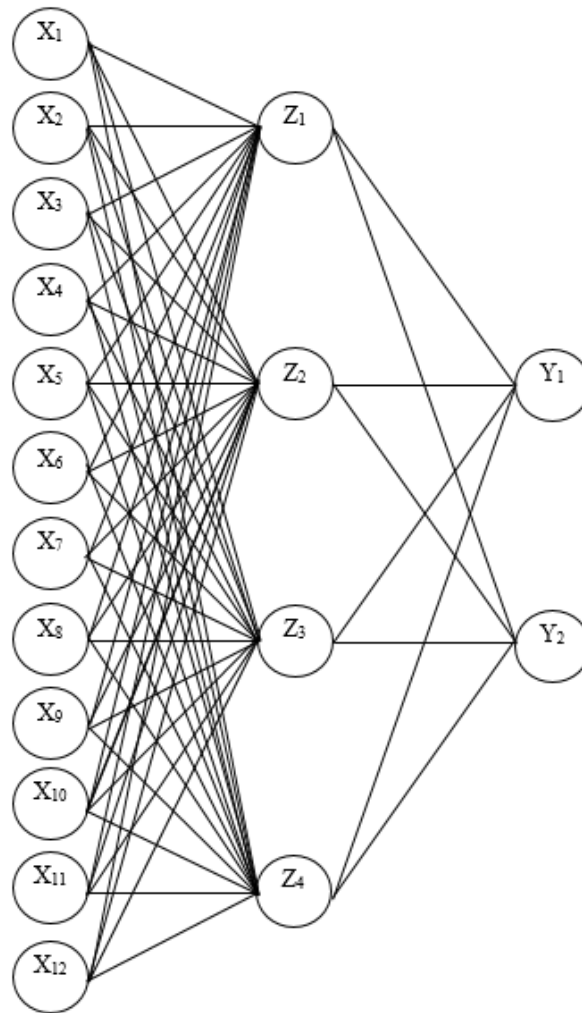 X₁
X₂
X₃
X₄
X₅
X₆
X₇
X₈
X₉
X₁₀
X₁₁
X₁₂
Z₁
Z₂
Z₃
Z₄
Y₁
Y₂